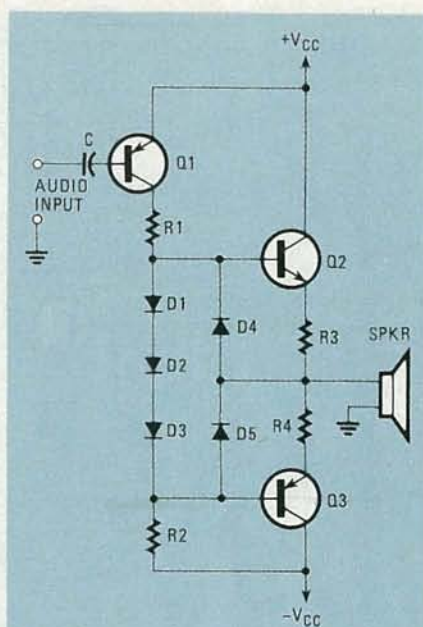 +VCC
C
Q1
AUDIO
INPUT
R1
Q2
D1
D4
R3
SPKR
D2
R4
D3
D5
Q3
R2
−VCC